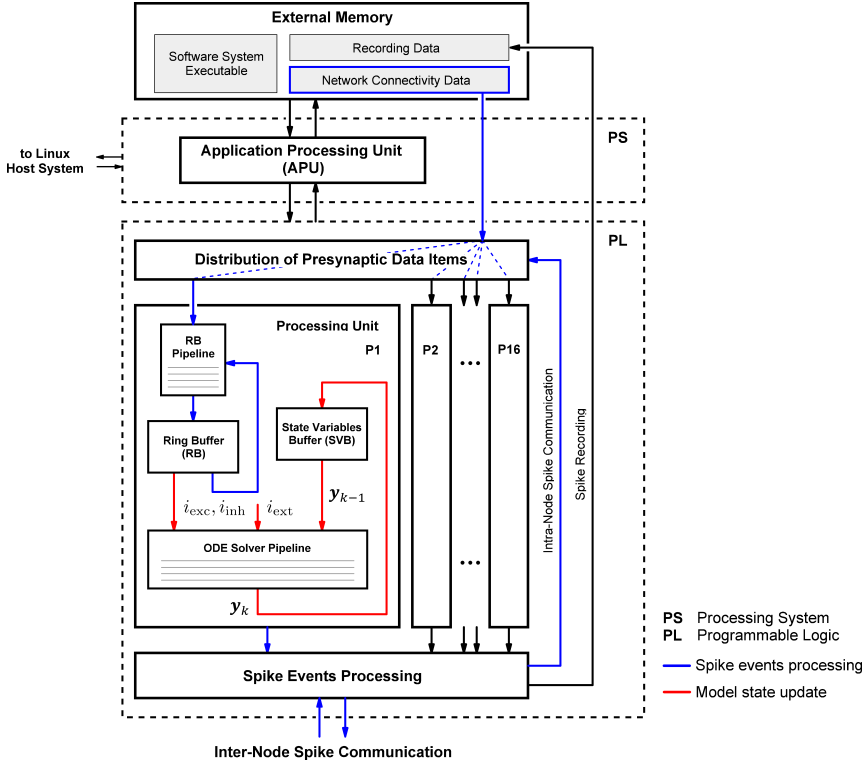 External Memory
Software System
Executable
Recording Data
Network Connectivity Data
to Linux
Host System
Application Processing Unit
(APU)
PS
PL
Distribution of Presynaptic Data Items
Processing Unit
P1
RB
Pipeline
Ring Buffer
(RB)
State Variables
Buffer (SVB)
i_exc, i_inh
i_ext
y_{k−1}
ODE Solver Pipeline
y_k
P2
...
P16
...
Intra-Node Spike Communication
Spike Recording
Spike Events Processing
Inter-Node Spike Communication
PS Processing System
PL Programmable Logic
Spike events processing
Model state update